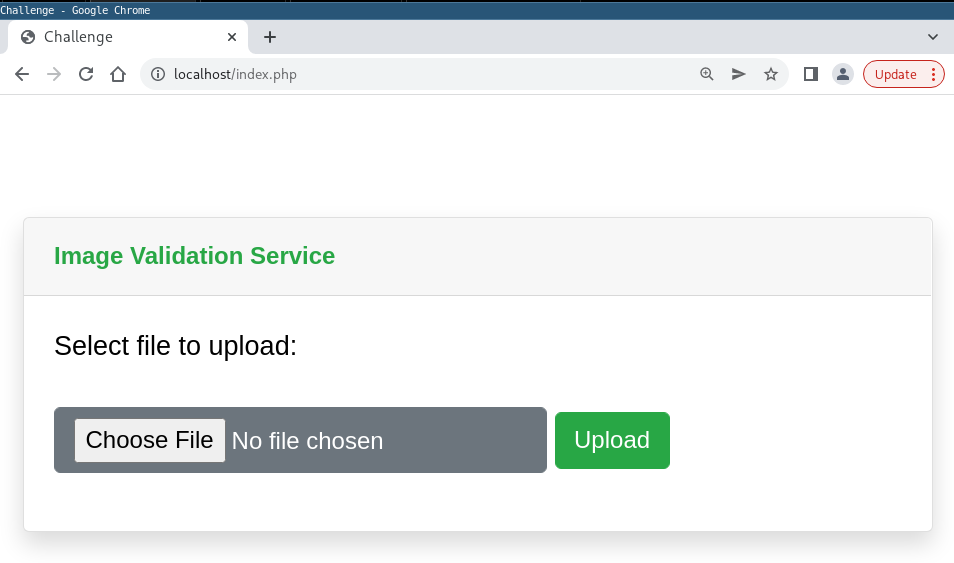 Challenge - Google Chrome
Challenge
localhost/index.php
Update
Image Validation Service
Select file to upload:
Choose File No file chosen Upload